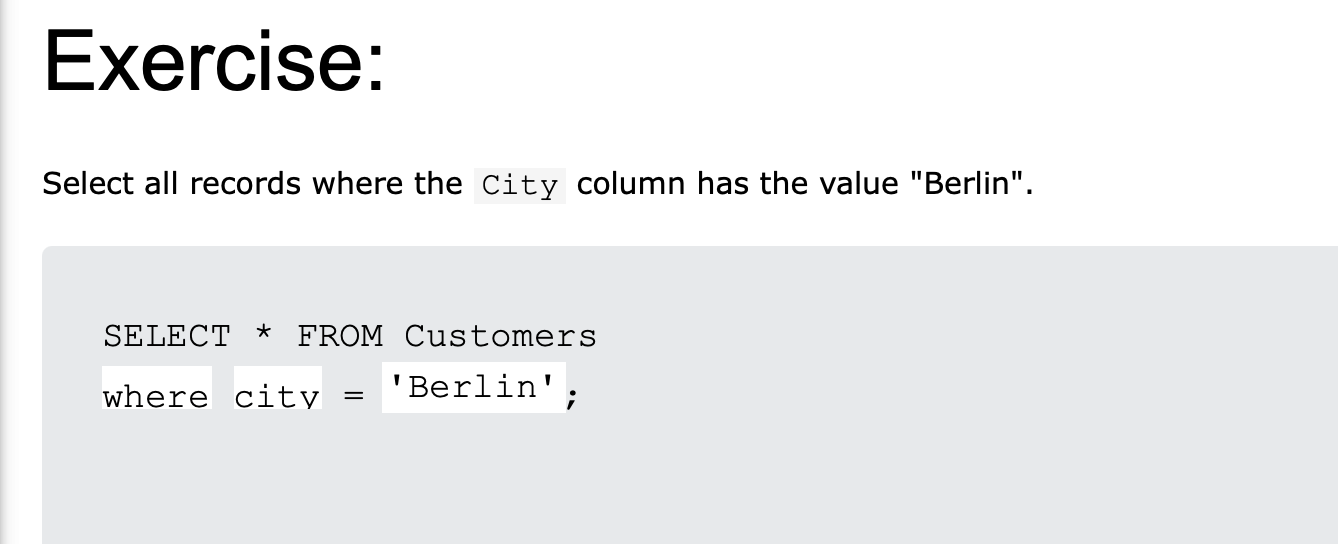 Exercise:
Select all records where the City column has the value "Berlin".
SELECT * FROM Customers
where city = 'Berlin';